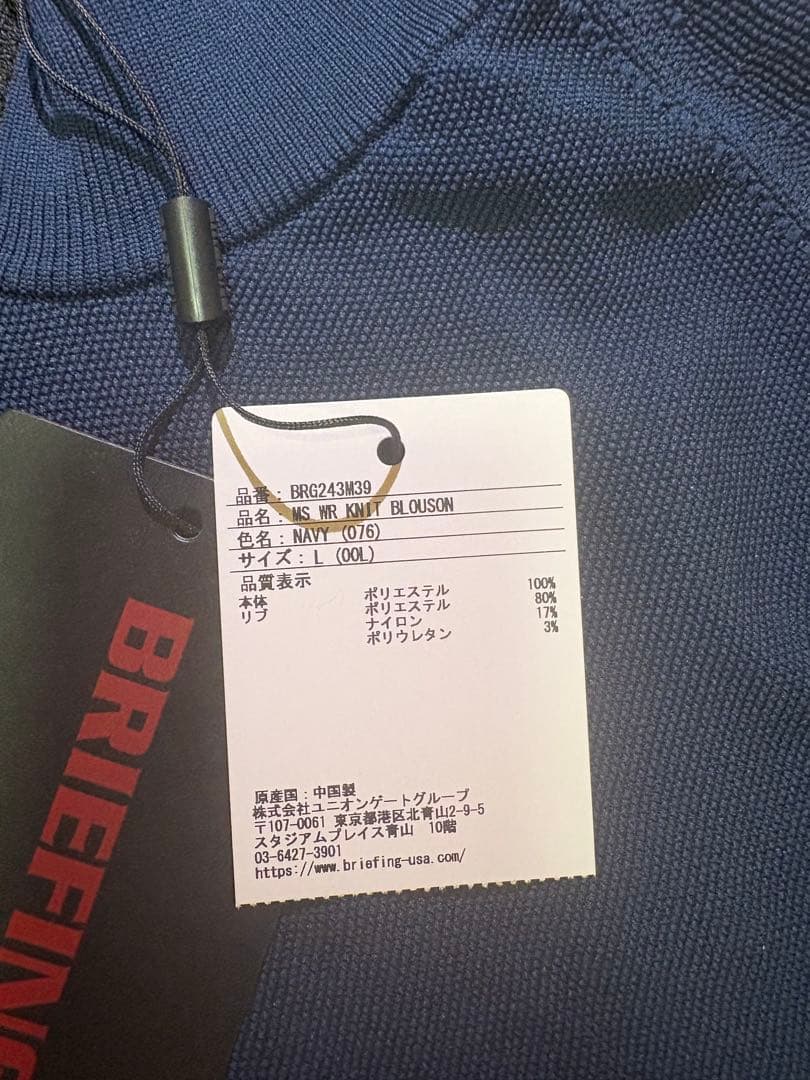 品番: BRG243M39
品名: MS WR KNIT BLOUSON
色名: NAVY (076)
サイズ: L (00L)
品質表示
本体 ポリエステル 100%
リブ ポリエステル 80%
ナイロン 17%
ポリウレタン 3%
原産国:中国製
株式会社ユニオンゲートグループ
〒107-0061 東京都港区北青山2-9-5
スタジアムプレイス青山 10階
03-6427-3901
https://www.briefing-usa.com/
BRIEFING